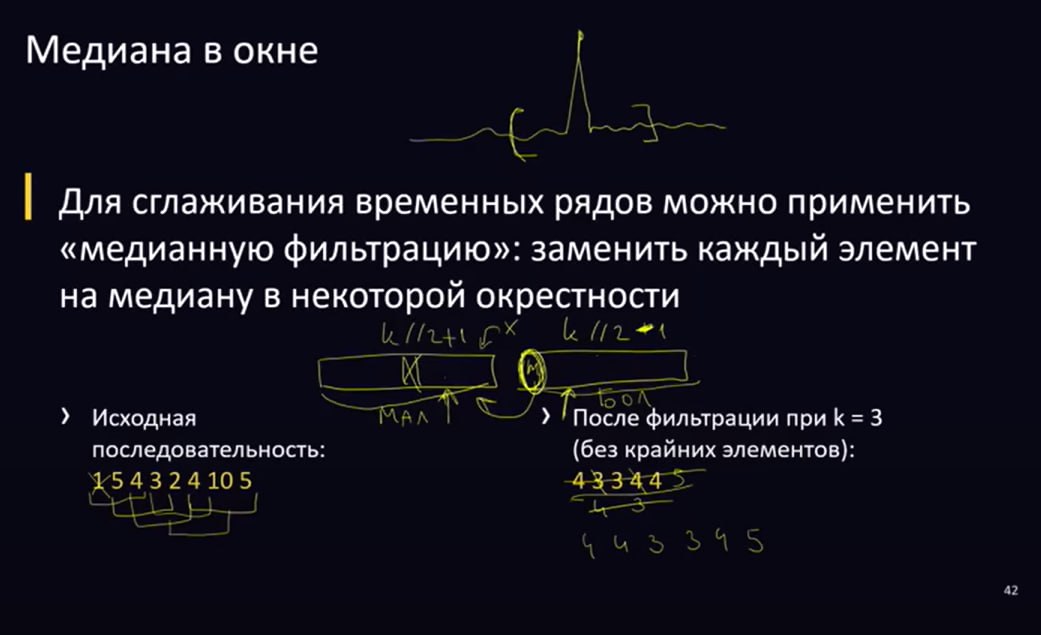 Медиана в окне
Для сглаживания временных рядов можно применить
«медианную фильтрацию»: заменить каждый элемент
на медиану в некоторой окрестности
k//2+1 x k//2 1
М
МАЛ БОЛ
› Исходная
последовательность:
1 5 4 3 2 4 10 5
› После фильтрации при k = 3
(без крайних элементов):
4 3 3 4 4 5
4 3
4 4 3 3 4 5
42